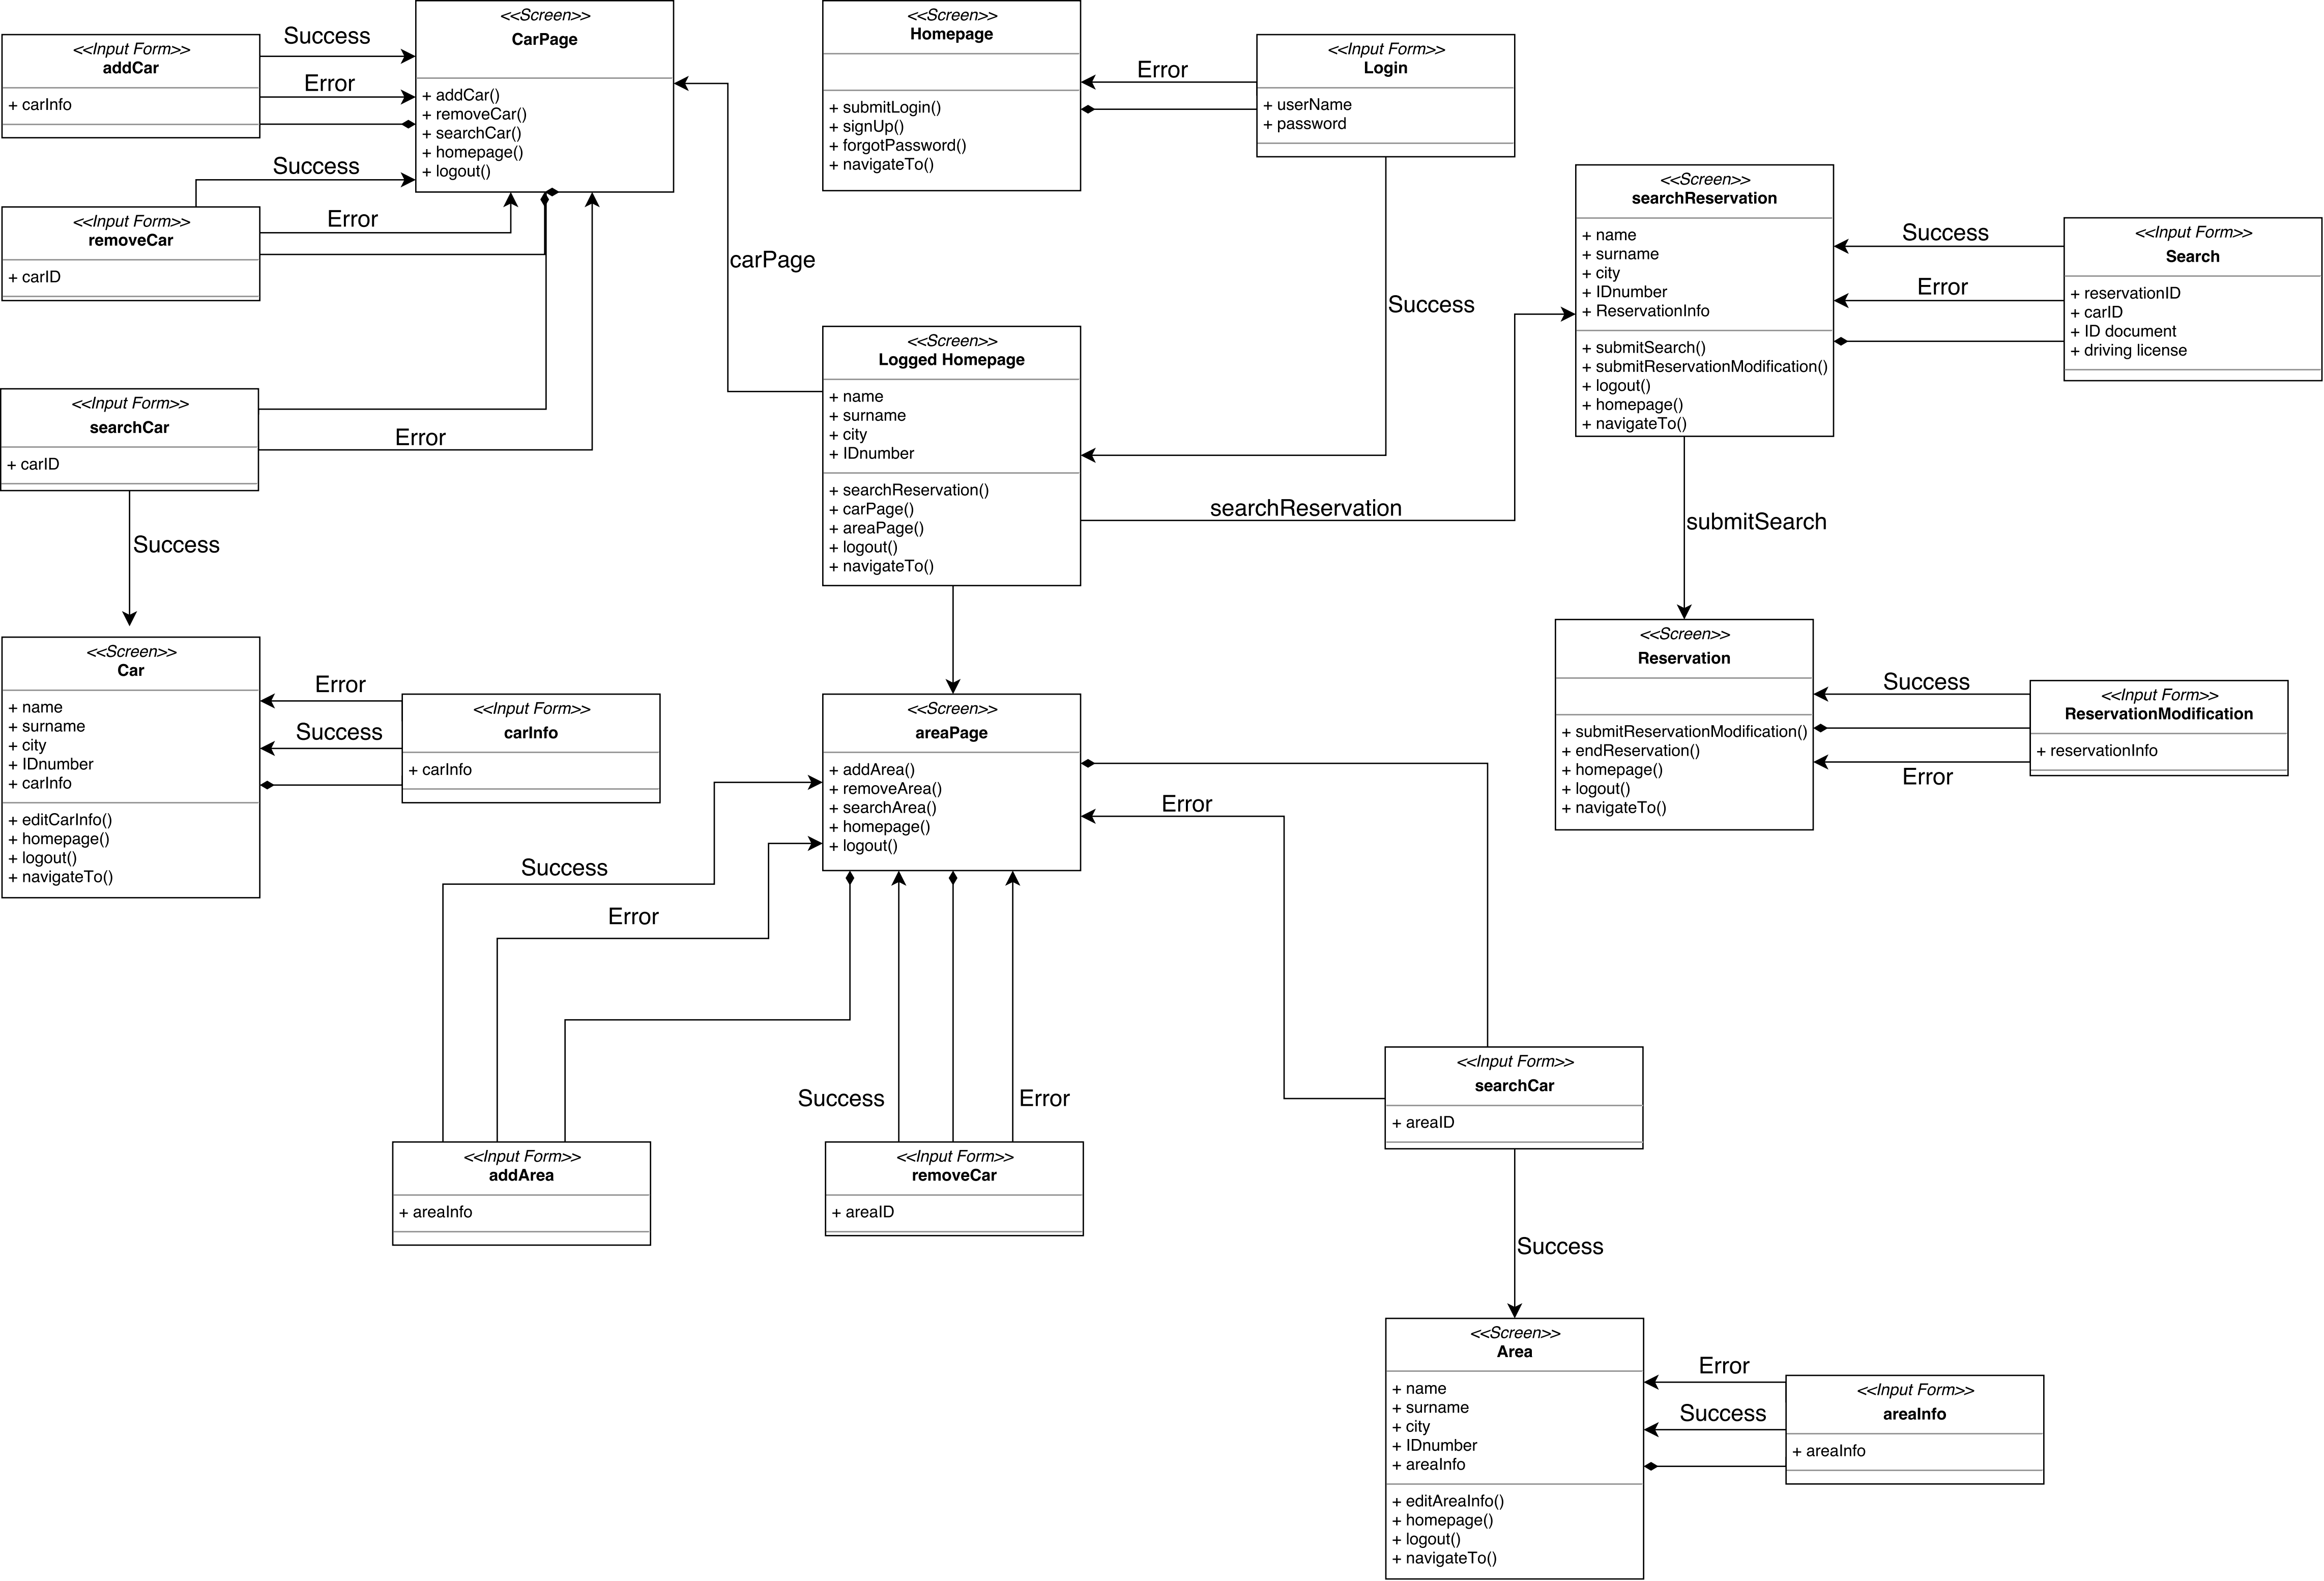 <<Input Form>>
addCar
+ carInfo
Success
Error
<<Screen>>
CarPage
+ addCar()
+ removeCar()
+ searchCar()
+ homepage()
+ logout()
<<Screen>>
Homepage
+ submitLogin()
+ signUp()
+ forgotPassword()
+ navigateTo()
Error
<<Input Form>>
Login
+ userName
+ password
Success
<<Input Form>>
removeCar
+ carID
Success
Error
carPage
<<Screen>>
searchReservation
+ name
+ surname
+ city
+ IDnumber
+ ReservationInfo
+ submitSearch()
+ submitReservationModification()
+ logout()
+ homepage()
+ navigateTo()
Success
Error
<<Input Form>>
Search
+ reservationID
+ carID
+ ID document
+ driving license
<<Input Form>>
searchCar
+ carID
Error
Success
<<Screen>>
Logged Homepage
+ name
+ surname
+ city
+ IDnumber
+ searchReservation()
+ carPage()
+ areaPage()
+ logout()
+ navigateTo()
searchReservation
submitSearch
<<Screen>>
Car
+ name
+ surname
+ city
+ IDnumber
+ carInfo
+ editCarInfo()
+ homepage()
+ logout()
+ navigateTo()
Error
Success
<<Input Form>>
carInfo
+ carInfo
<<Screen>>
areaPage
+ addArea()
+ removeArea()
+ searchArea()
+ homepage()
+ logout()
Error
<<Screen>>
Reservation
+ submitReservationModification()
+ endReservation()
+ homepage()
+ logout()
+ navigateTo()
Success
Error
<<Input Form>>
ReservationModification
+ reservationInfo
Success
Error
Success
Error
<<Input Form>>
addArea
+ areaInfo
<<Input Form>>
removeCar
+ areaID
<<Input Form>>
searchCar
+ areaID
Success
<<Screen>>
Area
+ name
+ surname
+ city
+ IDnumber
+ areaInfo
+ editAreaInfo()
+ homepage()
+ logout()
+ navigateTo()
Error
Success
<<Input Form>>
areaInfo
+ areaInfo